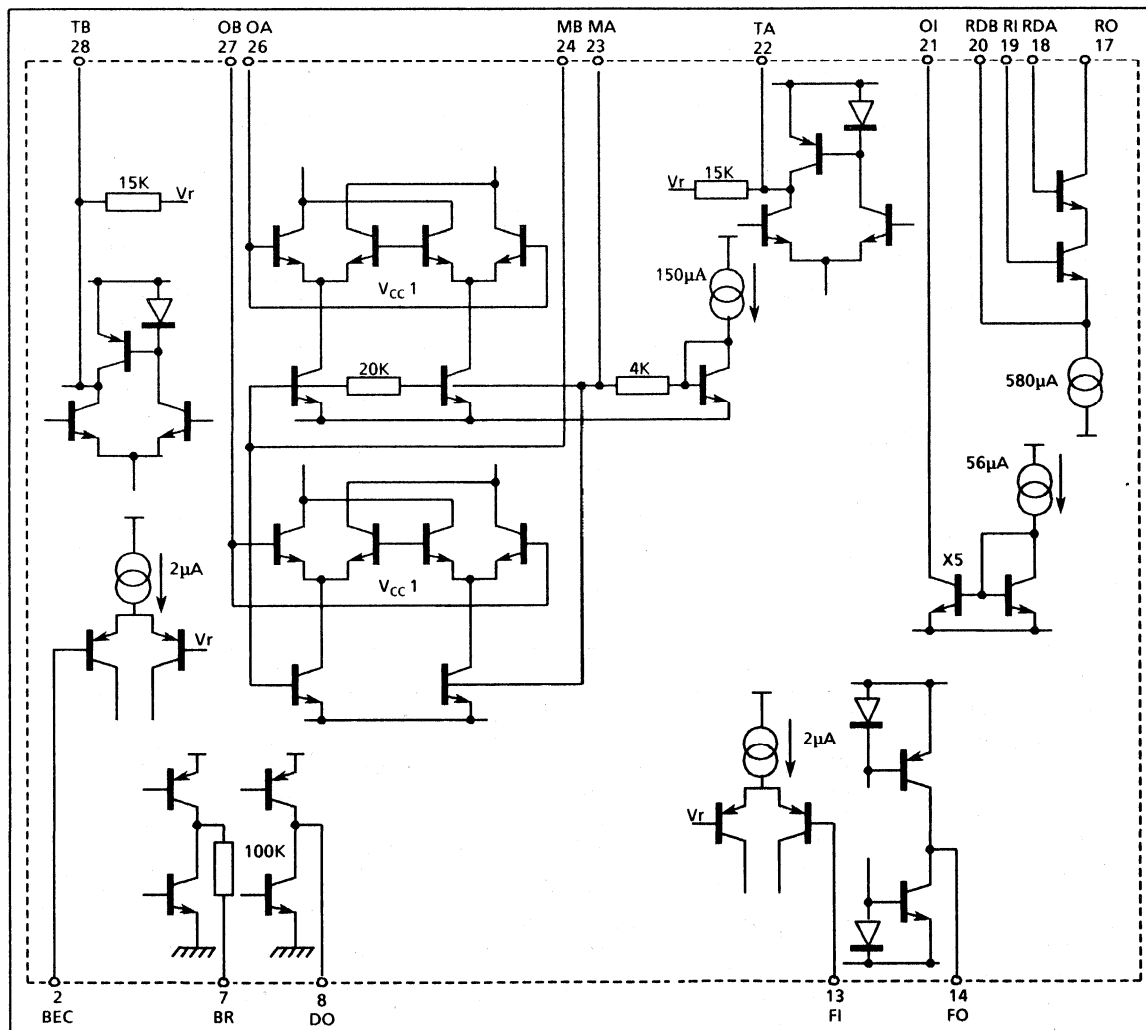 TB OB OA MB MA TA OI RDB RI RDA RO
28 27 26 24 23 22 21 20 19 18 17
15K
Vr
15K
Vr
V_CC 1
150µA
20K
4K
580µA
56µA
2µA
V_CC 1
X5
Vr
2µA
Vr
100K
2 7 8 13 14
BEC BR DO FI FO